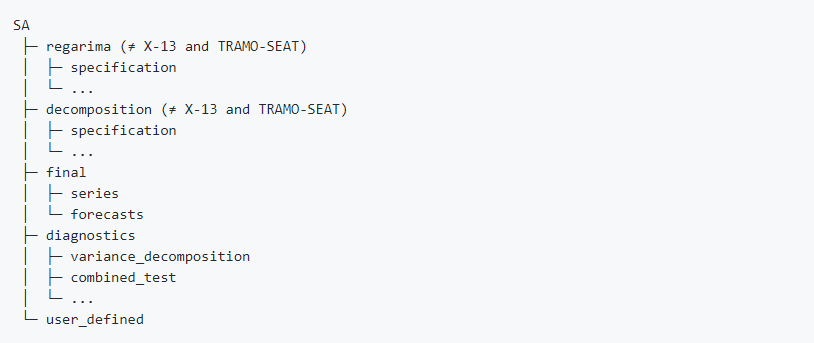 SA
├─ regarima (≠ X-13 and TRAMO-SEAT)
│  ├─ specification
│  └─ ...
├─ decomposition (≠ X-13 and TRAMO-SEAT)
│  ├─ specification
│  └─ ...
├─ final
│  ├─ series
│  └─ forecasts
├─ diagnostics
│  ├─ variance_decomposition
│  ├─ combined_test
│  └─ ...
└─ user_defined